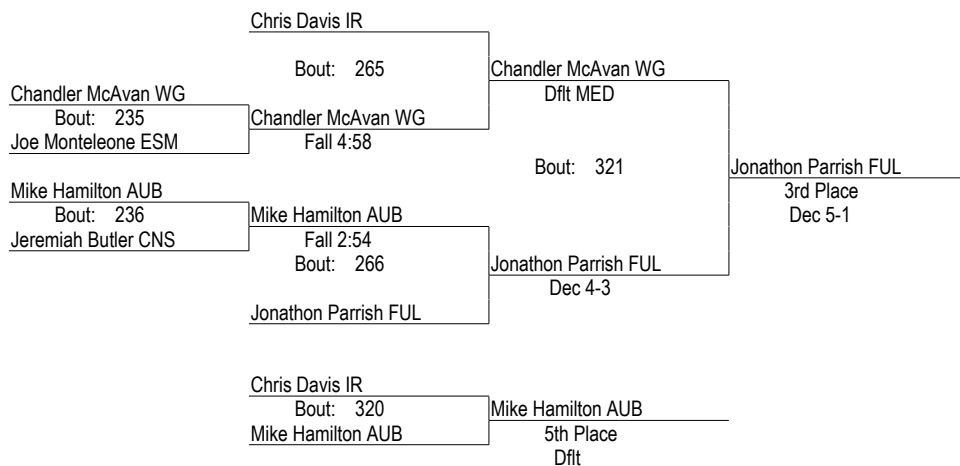 Chris Davis IR
Bout: 265
Chandler McAvan WG
Chandler McAvan WG
Dflt MED
Bout: 235
Chandler McAvan WG
Joe Monteleone ESM
Fall 4:58
Bout: 321
Jonathon Parrish FUL
Mike Hamilton AUB
3rd Place
Bout: 236
Mike Hamilton AUB
Dec 5-1
Jeremiah Butler CNS
Fall 2:54
Bout: 266
Jonathon Parrish FUL
Dec 4-3
Jonathon Parrish FUL
Chris Davis IR
Bout: 320
Mike Hamilton AUB
Mike Hamilton AUB
5th Place
Dflt